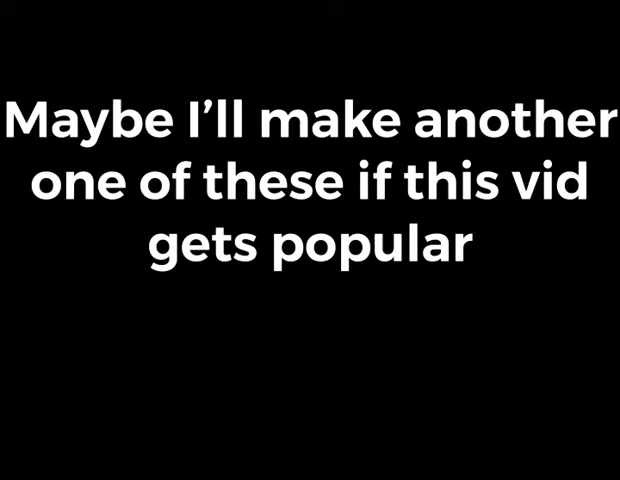 Maybe I’ll make another
one of these if this vid
gets popular